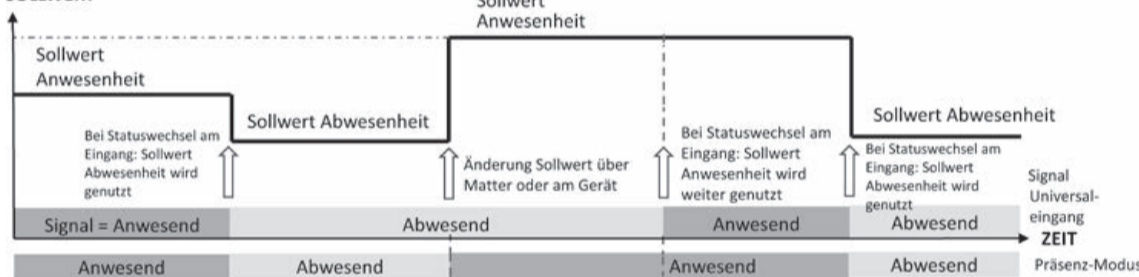 Sollwert
Anwesenheit
Sollwert
Anwesenheit
Sollwert Abwesenheit
Sollwert Abwesenheit
Bei Statuswechsel am
Eingang: Sollwert
Abwesenheit wird
genutzt
Änderung Sollwert über
Matter oder am Gerät
Bei Statuswechsel am
Eingang: Sollwert
Anwesenheit wird
weiter genutzt
Bei Statuswechsel am
Eingang: Sollwert
Abwesenheit wird
genutzt
Signal
Universal-
eingang
Signal = Anwesend
Abwesend
Anwesend
Abwesend
ZEIT
Anwesend
Abwesend
Anwesend
Abwesend
Präsenz-Modus